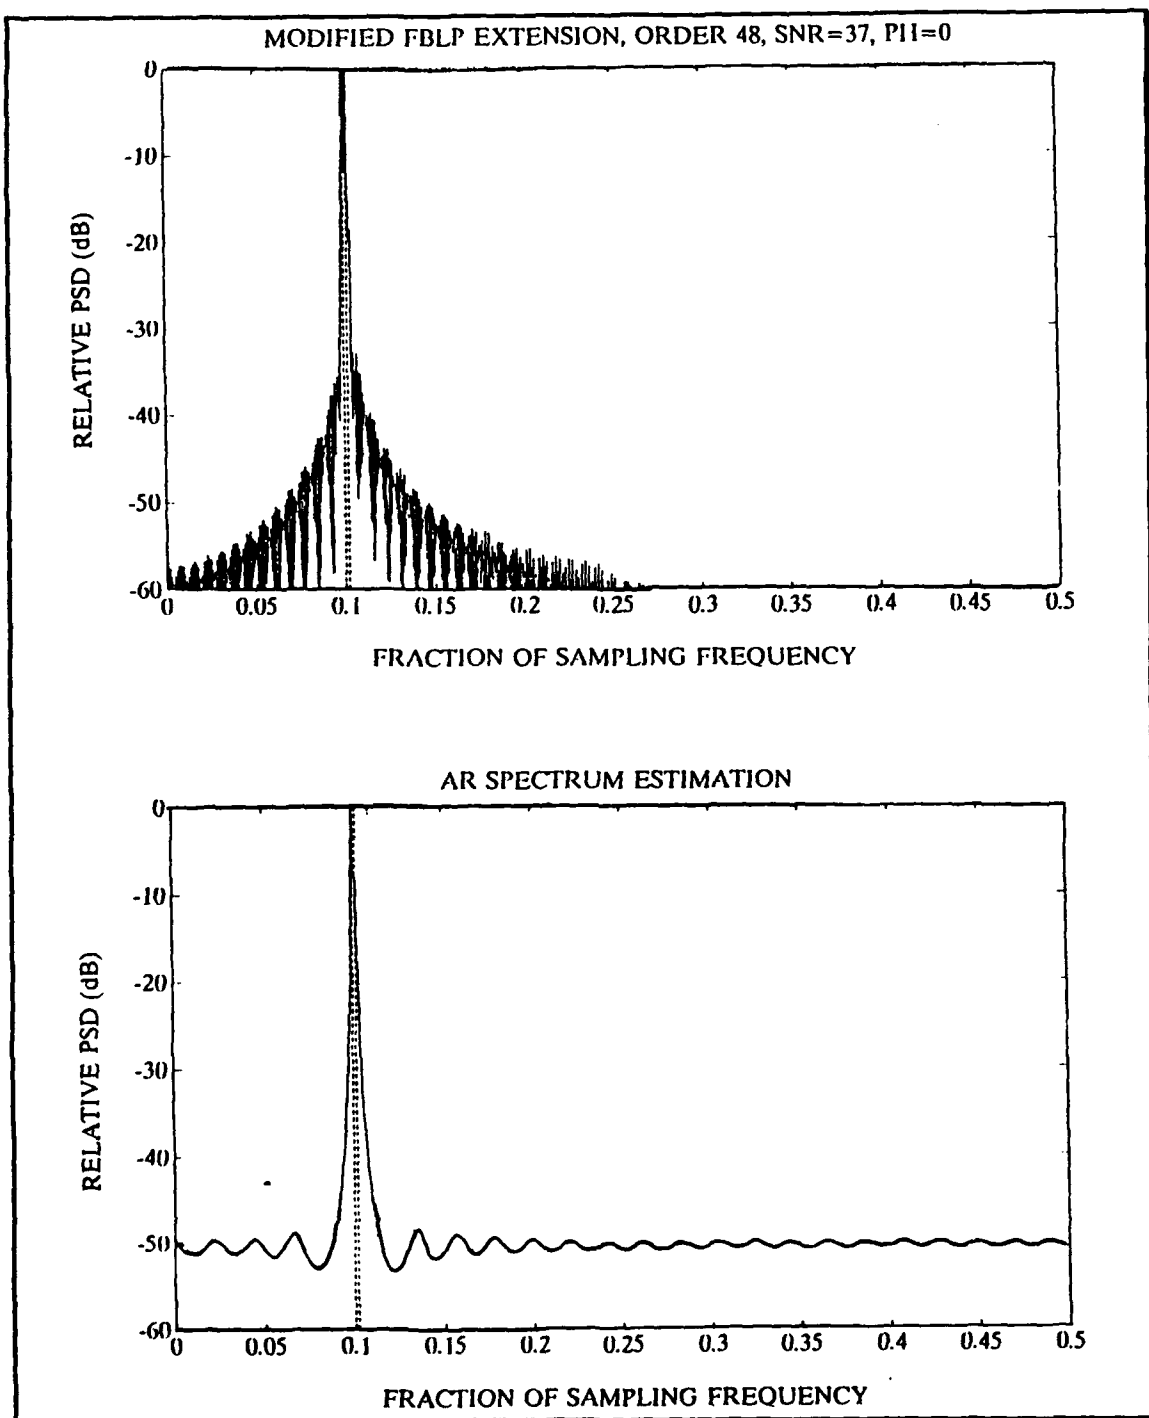 MODIFIED FBLP EXTENSION, ORDER 48, SNR=37, PHI=0
0
-10
-20
-30
-40
-50
-60
RELATIVE PSD (dB)
0 0.05 0.1 0.15 0.2 0.25 0.3 0.35 0.4 0.45 0.5
FRACTION OF SAMPLING FREQUENCY
AR SPECTRUM ESTIMATION
0
-10
-20
-30
-40
-50
-60
RELATIVE PSD (dB)
0 0.05 0.1 0.15 0.2 0.25 0.3 0.35 0.4 0.45 0.5
FRACTION OF SAMPLING FREQUENCY